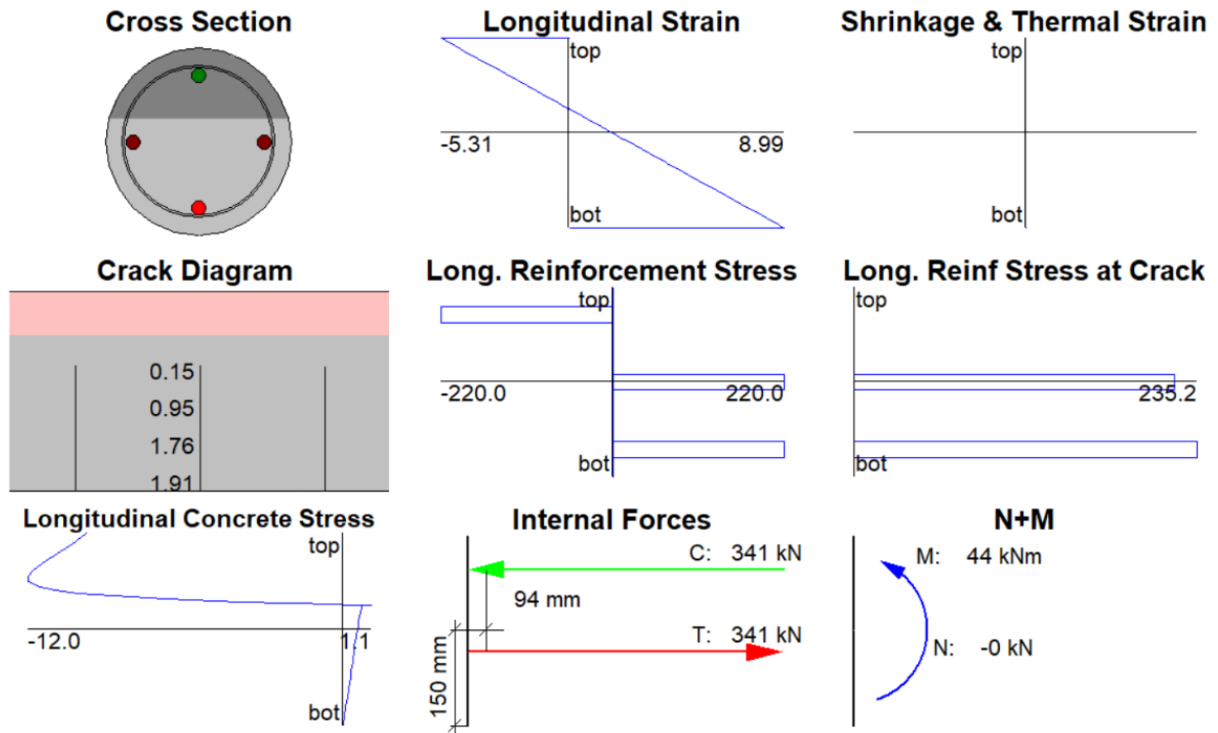 Cross Section
Longitudinal Strain
top
-5.31
8.99
bot
Shrinkage & Thermal Strain
top
bot
Crack Diagram
0.15
0.95
1.76
1.91
Long. Reinforcement Stress
top
-220.0
220.0
bot
Long. Reinf Stress at Crack
top
235.2
bot
Longitudinal Concrete Stress
top
-12.0
1.1
bot
Internal Forces
C: 341 kN
94 mm
T: 341 kN
150 mm
N+M
M: 44 kNm
N: -0 kN